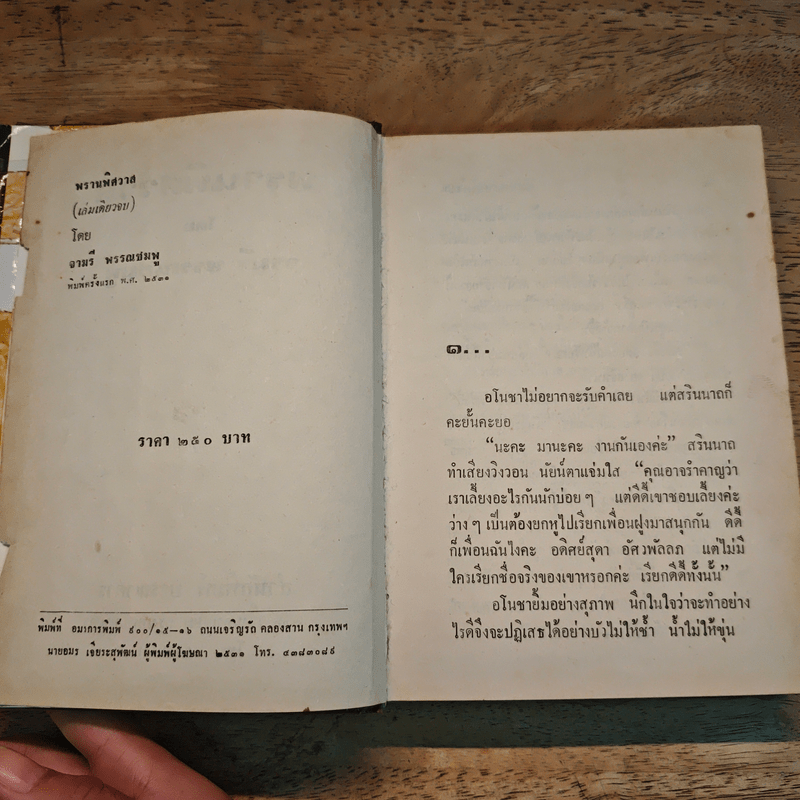 พรานพิศวาส
(เล่มเดียวจบ)
โดย
จามรี พรรณชมพู
พิมพ์ครั้งแรก พ.ศ. ๒๕๓๑
ราคา ๒๕๐ บาท
พิมพ์ที่ อมาการพิมพ์ ๙๐๐/๑๕—๑๖ ถนนเจริญรัถ คลองสาน กรุงเทพฯ
นายอมร เจียระสุพัฒน์ ผู้พิมพ์ผู้โฆษณา ๒๕๓๑ โทร. ๔๓๘๓๐๘๙
๑...
อโนชาไม่อยากจะรับคำเลย แต่สรินนาถก็
คะยั้นคะยอ
“นะคะ มานะคะ งานกันเองค่ะ” สรินนาถ
ทำเสียงวิงวอน นัยน์ตาแจ่มใส “คุณอาจรำคาญว่า
เราเลี้ยงอะไรกันนักบ่อยๆ แต่ดีดี้เขาชอบเลี้ยงค่ะ
ว่างๆ เป็นต้องยกหูไปเรียกเพื่อนฝูงมาสนุกกัน ดีดี้
ก็เพื่อนฉันไงคะ อดิศัยสุดา อัศวพัลลภ แต่ไม่มี
ใครเรียกชื่อจริงของเขาหรอกค่ะ เรียกดีดี้ทั้งนั้น”
อโนชายิ้มอย่างสุภาพ นึกในใจว่าจะทำอย่าง
ไรดีจึงจะปฏิเสธได้อย่างบัวไม่ให้ช้ำ น้ำไม่ให้ขุ่น